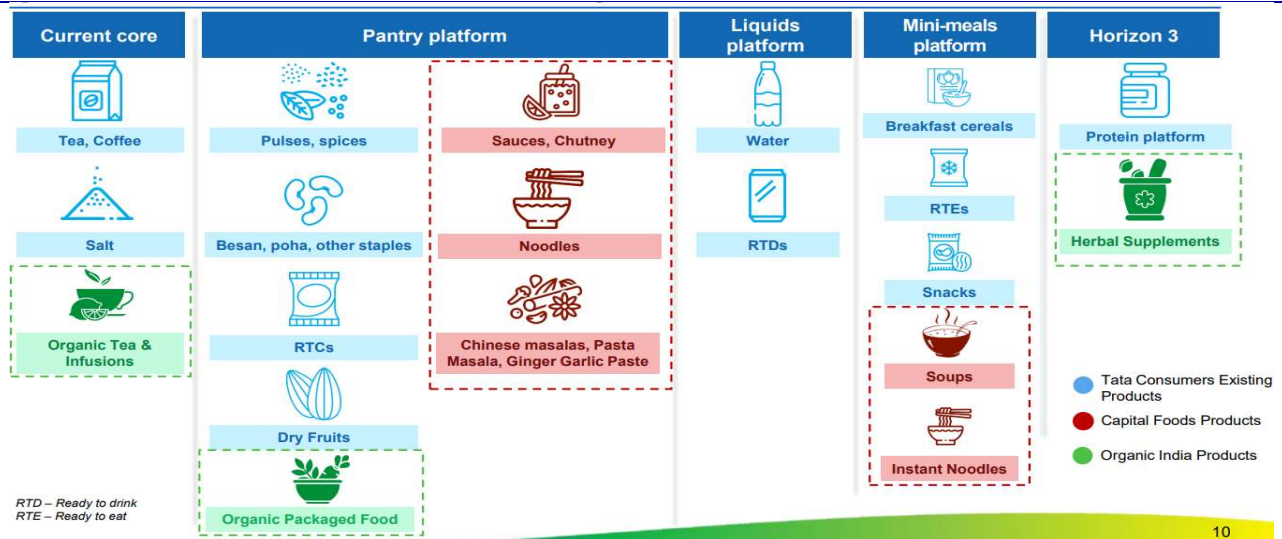 Current core
Pantry platform
Liquids
platform
Mini-meals
platform
Horizon 3
Tea, Coffee
Salt
Organic Tea &
Infusions
Pulses, spices
Besan, poha, other staples
RTCs
Dry Fruits
Organic Packaged Food
Sauces, Chutney
Noodles
Chinese masalas, Pasta
Masala, Ginger Garlic Paste
Water
RTDs
Breakfast cereals
RTEs
Snacks
Soups
Instant Noodles
Protein platform
Herbal Supplements
Tata Consumers Existing
Products
Capital Foods Products
Organic India Products
RTD – Ready to drink
RTE – Ready to eat
10